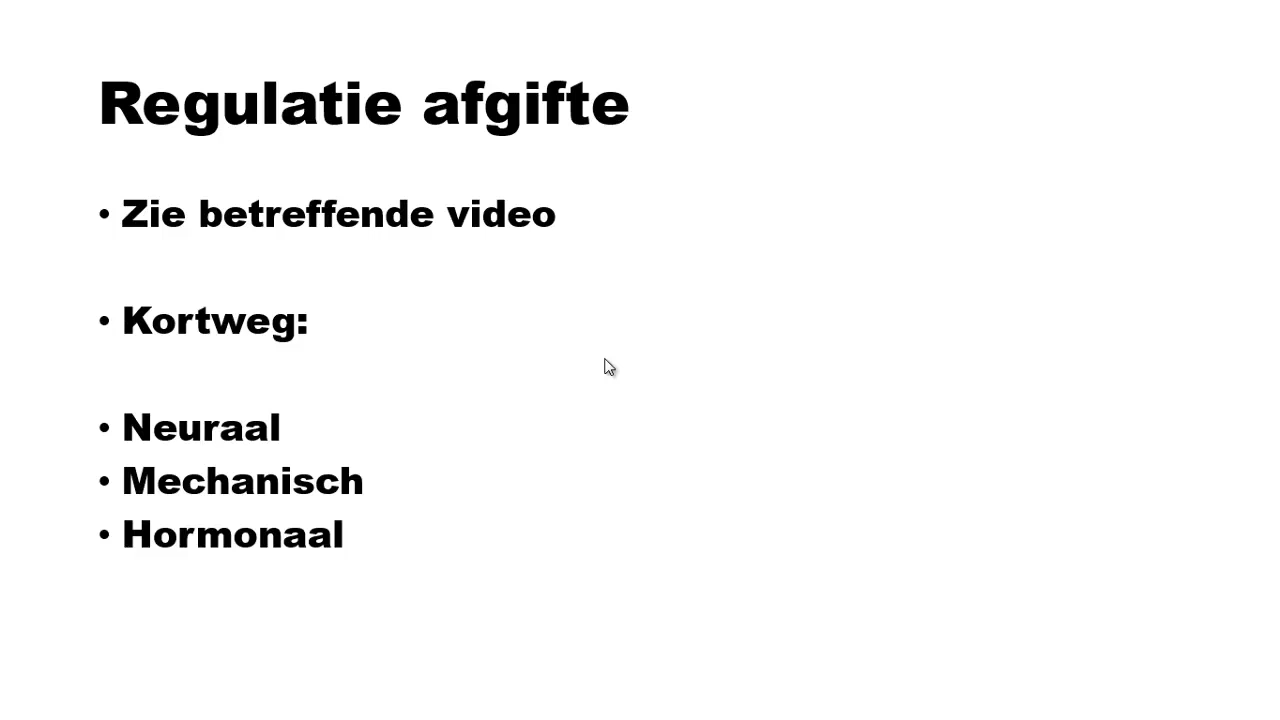 Regulatie afgifte
• Zie betreffende video
• Kortweg:
• Neuraal
• Mechanisch
• Hormonaal